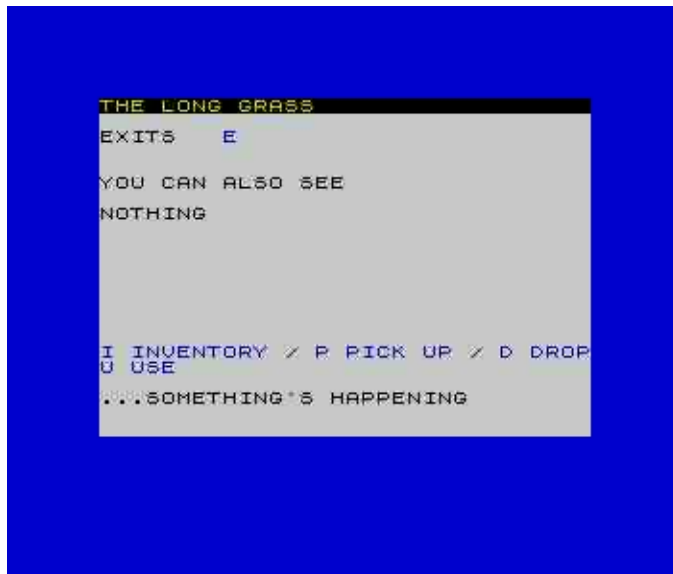 THE LONG GRASS
EXITS E
YOU CAN ALSO SEE
NOTHING
I INVENTORY / P PICK UP / D DROP
U USE
...SOMETHING'S HAPPENING